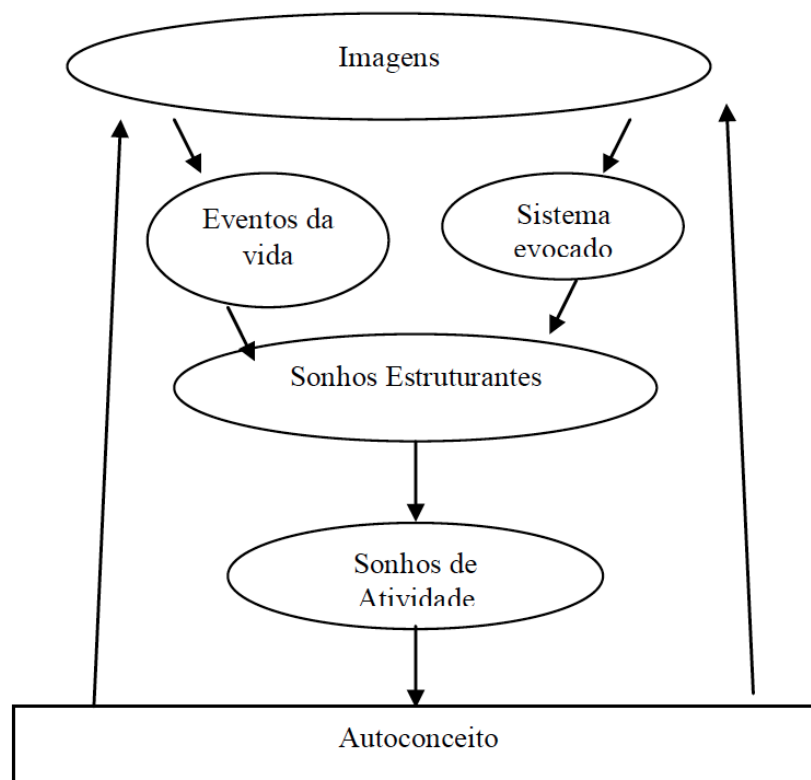 Imagens
Eventos da
vida
Sistema
evocado
Sonhos Estruturantes
Sonhos de
Atividade
Autoconceito